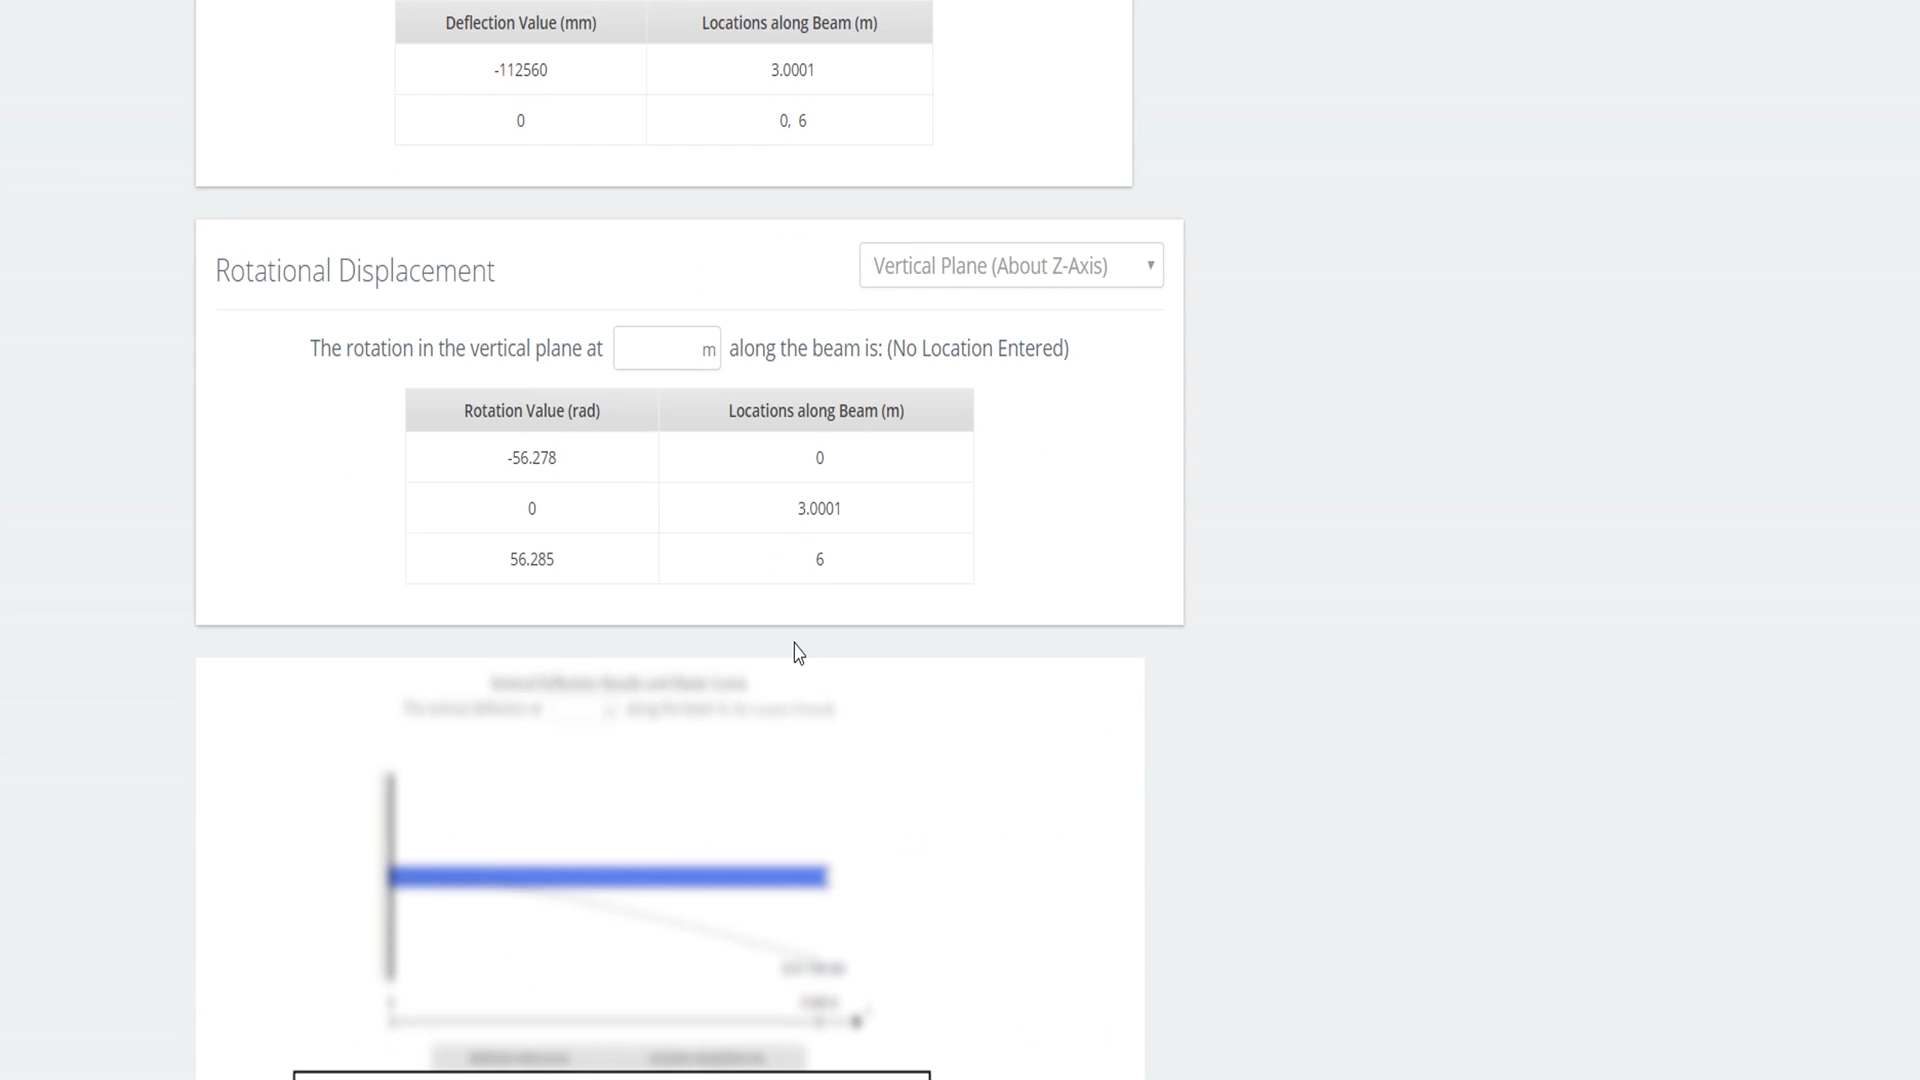 Deflection Value (mm) Locations along Beam (m)
-112560 3.0001
0 0, 6
Rotational Displacement Vertical Plane (About Z-Axis)
The rotation in the vertical plane at m along the beam is: (No Location Entered)
Rotation Value (rad) Locations along Beam (m)
-56.278 0
0 3.0001
56.285 6